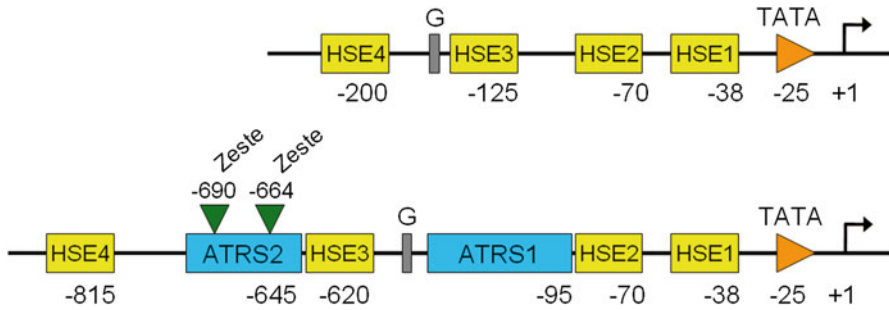 G TATA
HSE4 HSE3 HSE2 HSE1
-200 -125 -70 -38 -25 +1
Zeste Zeste
-690 -664 G TATA
HSE4 ATRS2 HSE3 ATRS1 HSE2 HSE1
-815 -645 -620 -95 -70 -38 -25 +1